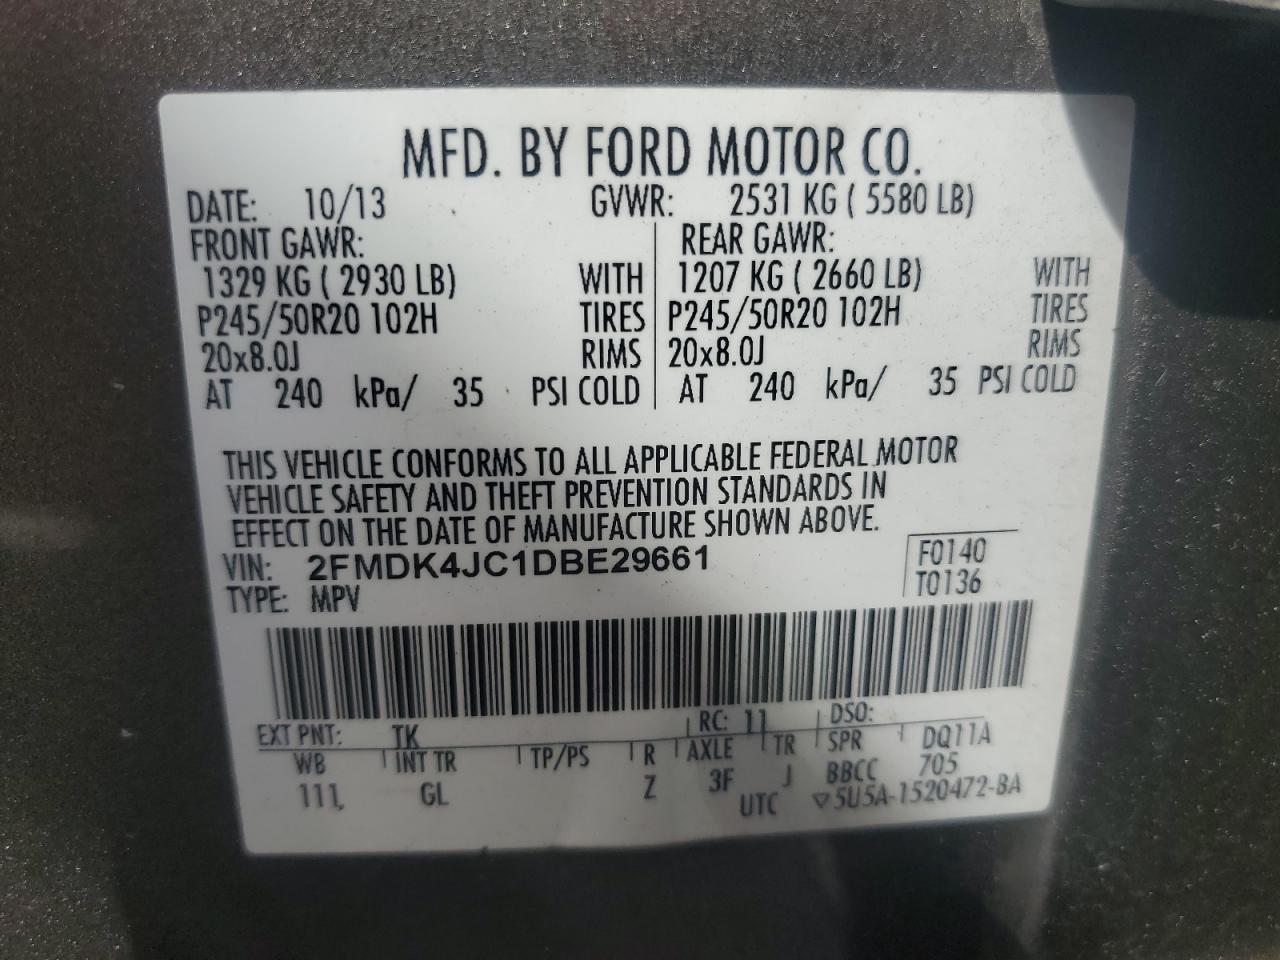 MFD. BY FORD MOTOR CO.
DATE: 10/13 GVWR: 2531 KG ( 5580 LB)
FRONT GAWR: REAR GAWR:
1329 KG ( 2930 LB) WITH 1207 KG ( 2660 LB) WITH
P245/50R20 102H TIRES P245/50R20 102H TIRES
20x8.0J RIMS 20x8.0J RIMS
AT 240 kPa/ 35 PSI COLD AT 240 kPa/ 35 PSI COLD
THIS VEHICLE CONFORMS TO ALL APPLICABLE FEDERAL MOTOR
VEHICLE SAFETY AND THEFT PREVENTION STANDARDS IN
EFFECT ON THE DATE OF MANUFACTURE SHOWN ABOVE.
VIN: 2FMDK4JC1DBE29661 F0140
TYPE: MPV T0136
EXT PNT: TK RC: 11 DSO:
WB INT TR TP/PS R AXLE TR SPR DQ11A
111, GL Z 3F J BBCC 705
UTC ▽5U5A-1520472-BA